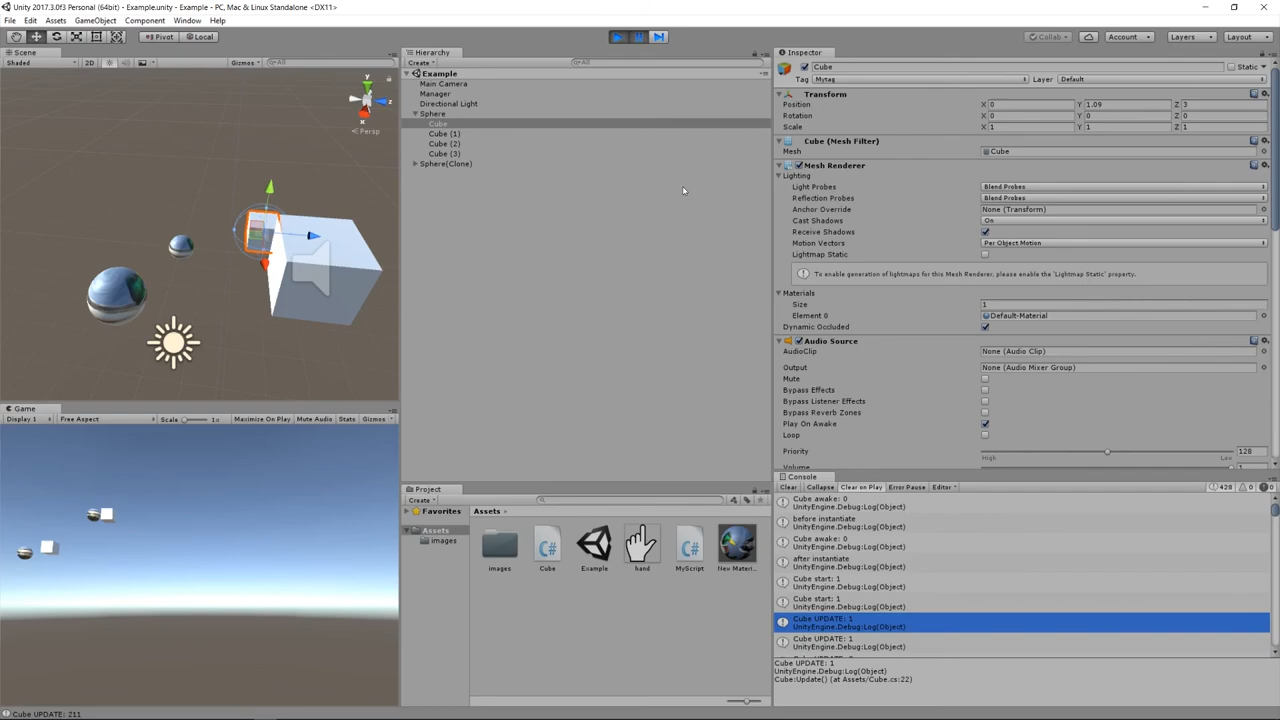 Unity 2017.3.0f3 Personal (64bit) - Example.unity - Example - PC, Mac & Linux Standalone <DX11>
File Edit Assets GameObject Component Window Help
Pivot Local Collab Account Layers Layout
Scene
Shaded 2D Gizmos All
y
z
x
Persp
Game
Display 1 Free Aspect Scale 1x Maximize On Play Mute Audio Stats Gizmos
Hierarchy
Create All
Example
Main Camera
Manager
Directional Light
Sphere
Cube
Cube (1)
Cube (2)
Cube (3)
Sphere(Clone)
Project
Create
Favorites
Assets
images
Assets
images Cube Example hand MyScript New Materi...
Inspector
Cube Static
Tag Mytag Layer Default
Transform
Position X 0 Y 1.09 Z 3
Rotation X 0 Y 0 Z 0
Scale X 1 Y 1 Z 1
Cube (Mesh Filter)
Mesh Cube
Mesh Renderer
Lighting
Light Probes Blend Probes
Reflection Probes Blend Probes
Anchor Override None (Transform)
Cast Shadows On
Receive Shadows
Motion Vectors Per Object Motion
Lightmap Static
To enable generation of lightmaps for this Mesh Renderer, please enable the 'Lightmap Static' property.
Materials
Size 1
Element 0 Default-Material
Dynamic Occluded
Audio Source
AudioClip None (Audio Clip)
Output None (Audio Mixer Group)
Mute
Bypass Effects
Bypass Listener Effects
Bypass Reverb Zones
Play On Awake
Loop
Priority 128
High Low
Volume
Console
Clear Collapse Clear on Play Error Pause Editor 428 0 0
Cube awake: 0
UnityEngine.Debug:Log(Object)
before instantiate
UnityEngine.Debug:Log(Object)
Cube awake: 0
UnityEngine.Debug:Log(Object)
after instantiate
UnityEngine.Debug:Log(Object)
Cube start: 1
UnityEngine.Debug:Log(Object)
Cube start: 1
UnityEngine.Debug:Log(Object)
Cube UPDATE: 1
UnityEngine.Debug:Log(Object)
Cube UPDATE: 1
UnityEngine.Debug:Log(Object)
Cube UPDATE: 1
UnityEngine.Debug:Log(Object)
Cube:Update() (at Assets/Cube.cs:22)
Cube UPDATE: 211